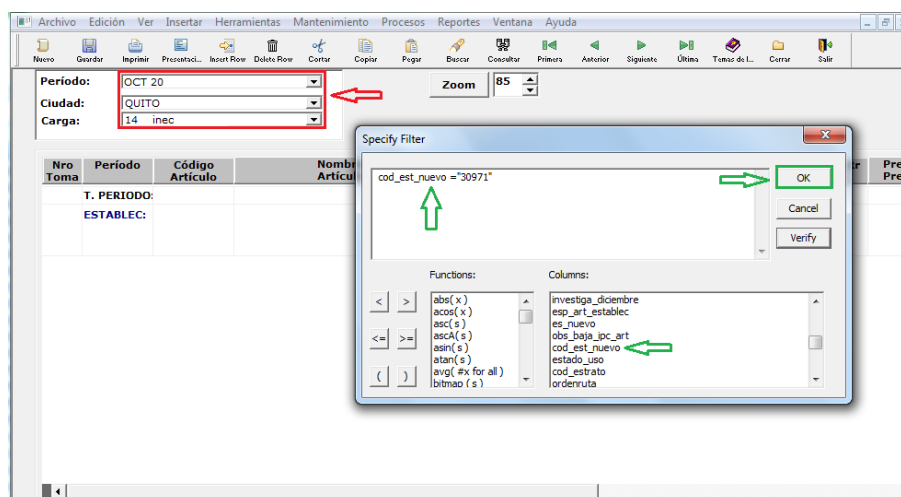 Archivo Edición Ver Insertar Herramientas Mantenimiento Procesos Reportes Ventana Ayuda
Nuevo Guardar Imprimir Presentaci... Insert Row Delete Row Cortar Copiar Pegar Buscar Consultar Primera Anterior Siguiente Última Temas de l... Cerrar Salir
Período: OCT 20
Zoom 85
Ciudad: QUITO
Carga: 14 inec
Specify Filter
Nro Toma
Período
Código Artículo
cod_est_nuevo ="30971"
OK
Cancel
Verify
T. PERIODO:
ESTABLEC:
Functions:
Columns:
< >
<= >=
( )
abs( x )
acos( x )
asc( s )
ascA( s )
asin( s )
atan( s )
avg( #x for all )
bitmap ( s )
investiga_diciembre
esp_art_establec
es_nuevo
obs_baja_ipc_art
cod_est_nuevo
estado_uso
cod_estrato
ordenruta